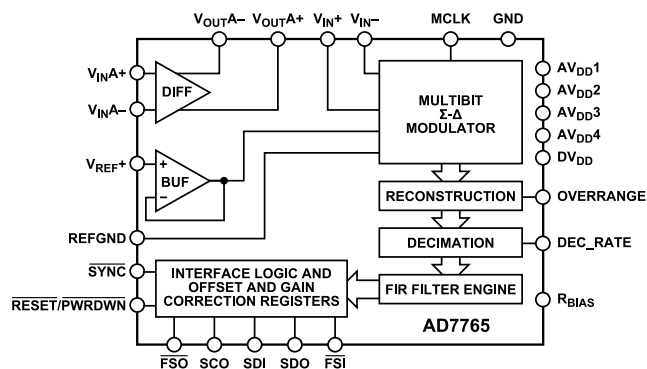 VOUTA– VOUTA+ VIN+ VIN– MCLK GND
VINA+
VINA–
DIFF
VREF+
+
–
BUF
REFGND
SYNC
RESET/PWRDWN
MULTIBIT
Σ-Δ
MODULATOR
RECONSTRUCTION
DECIMATION
FIR FILTER ENGINE
INTERFACE LOGIC AND
OFFSET AND GAIN
CORRECTION REGISTERS
AVDD1
AVDD2
AVDD3
AVDD4
DVDD
OVERRANGE
DEC_RATE
RBIAS
AD7765
FSO SCO SDI SDO FSI